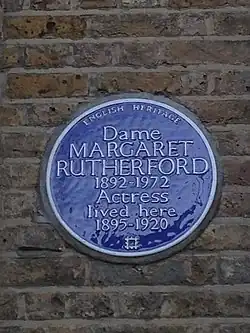 ENGLISH HERITAGE
Dame
MARGARET
RUTHERFORD
1892-1972
Actress
lived here
1895-1920